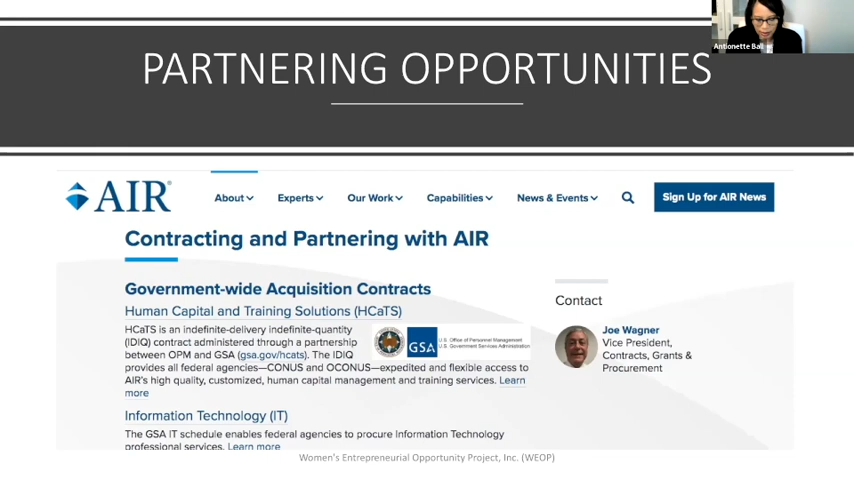 Antionette Ball
PARTNERING OPPORTUNITIES
AIR®
About
Experts
Our Work
Capabilities
News & Events
Sign Up for AIR News
Contracting and Partnering with AIR
Government-wide Acquisition Contracts
Human Capital and Training Solutions (HCaTS)
HCaTS is an indefinite-delivery indefinite-quantity
(IDIQ) contract administered through a partnership
between OPM and GSA (gsa.gov/hcats). The IDIQ
provides all federal agencies—CONUS and OCONUS—expedited and flexible access to
AIR's high quality, customized, human capital management and training services. Learn
more
GSA
U.S. Office of Personnel Management
U.S. Government Services Administration
Information Technology (IT)
The GSA IT schedule enables federal agencies to procure Information Technology
professional services. Learn more
Contact
Joe Wagner
Vice President,
Contracts, Grants &
Procurement
Women's Entrepreneurial Opportunity Project, Inc. (WEOP)